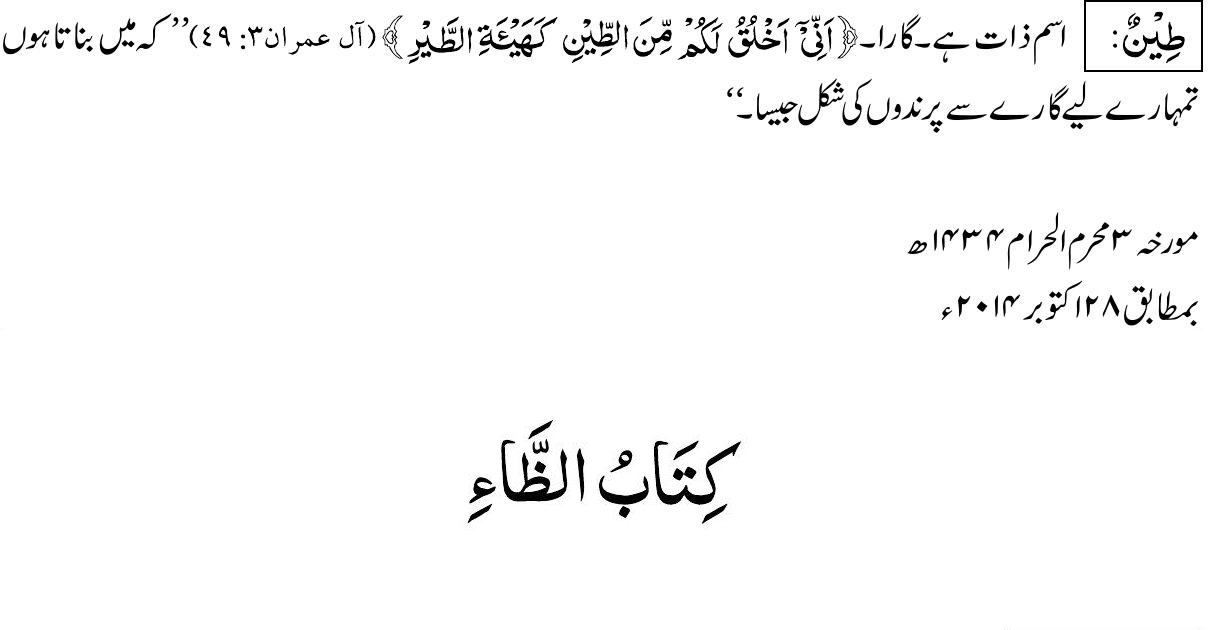 طِیْنٌ: اسم ذات ہے۔ گارا۔ ﴿اَنِّیْۤ اَخْلُقُ لَکُمْ مِّنَ الطِّیْنِ کَھَیْئَۃِ الطَّیْرِ﴾ (آل عمران۳: ۴۹) ’’کہ میں بناتا ہوں
تمہارے لیے گارے سے پرندوں کی شکل جیسا۔‘‘
مورخہ ۳ محرم الحرام ۱۴۳۴ھ
بمطابق ۲۸ اکتوبر ۲۰۱۴ء
کِتَابُ الظَّاءِ